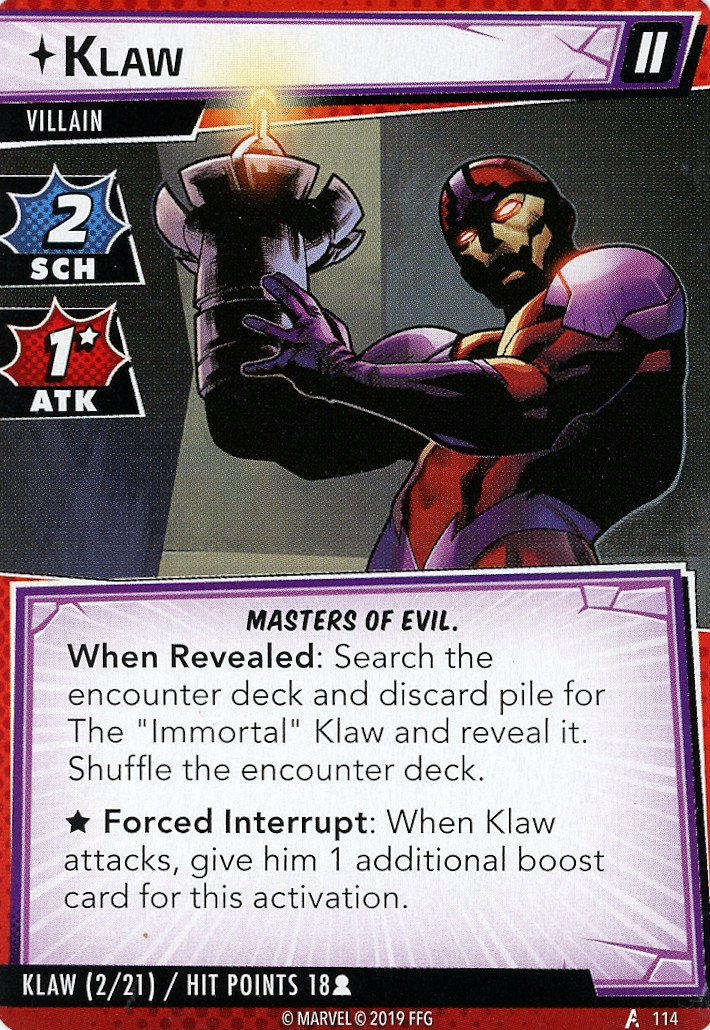 KLAW
II
VILLAIN
2
SCH
1
ATK
MASTERS OF EVIL.
When Revealed: Search the
encounter deck and discard pile for
The "Immortal" Klaw and reveal it.
Shuffle the encounter deck.
★ Forced Interrupt: When Klaw
attacks, give him 1 additional boost
card for this activation.
KLAW (2/21) / HIT POINTS 18
© MARVEL © 2019 FFG
114